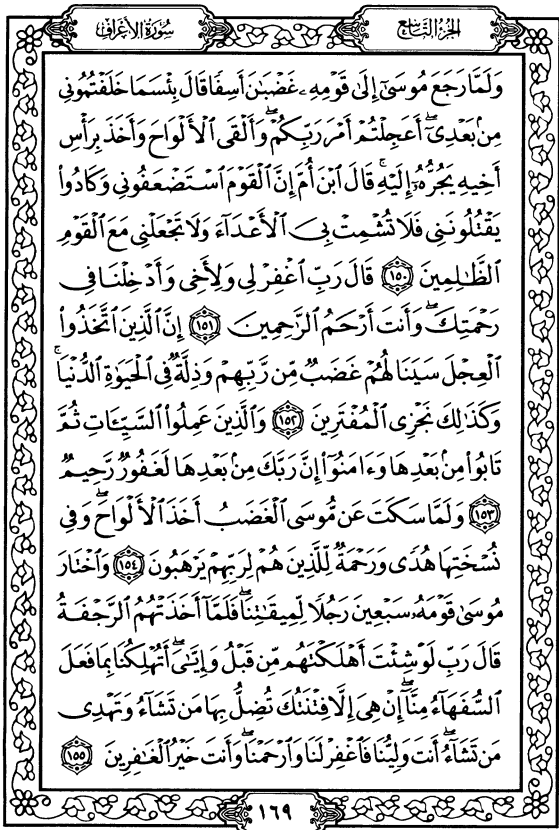 الجزء التاسع
سورة الأعراف
وَلَمَّا رَجَعَ مُوسَىٰٓ إِلَىٰ قَوْمِهِۦ غَضْبَٰنَ أَسِفًا قَالَ بِئْسَمَا خَلَفْتُمُونِى
مِنۢ بَعْدِىٓۖ أَعَجِلْتُمْ أَمْرَ رَبِّكُمْۖ وَأَلْقَى ٱلْأَلْوَاحَ وَأَخَذَ بِرَأْسِ
أَخِيهِ يَجُرُّهُۥٓ إِلَيْهِۚ قَالَ ٱبْنَ أُمَّ إِنَّ ٱلْقَوْمَ ٱسْتَضْعَفُونِى وَكَادُوا۟
يَقْتُلُونَنِى فَلَا تُشْمِتْ بِىَ ٱلْأَعْدَآءَ وَلَا تَجْعَلْنِى مَعَ ٱلْقَوْمِ
ٱلظَّٰلِمِينَ ١٥٠ قَالَ رَبِّ ٱغْفِرْ لِى وَلِأَخِى وَأَدْخِلْنَا فِى
رَحْمَتِكَۖ وَأَنتَ أَرْحَمُ ٱلرَّٰحِمِينَ ١٥١ إِنَّ ٱلَّذِينَ ٱتَّخَذُوا۟
ٱلْعِجْلَ سَيَنَالُهُمْ غَضَبٌ مِّن رَّبِّهِمْ وَذِلَّةٌ فِى ٱلْحَيَوٰةِ ٱلدُّنْيَاۚ
وَكَذَٰلِكَ نَجْزِى ٱلْمُفْتَرِينَ ١٥٢ وَٱلَّذِينَ عَمِلُوا۟ ٱلسَّيِّـَٔاتِ ثُمَّ
تَابُوا۟ مِنۢ بَعْدِهَا وَءَامَنُوٓا۟ إِنَّ رَبَّكَ مِنۢ بَعْدِهَا لَغَفُورٌ رَّحِيمٌ
١٥٣ وَلَمَّا سَكَتَ عَن مُّوسَى ٱلْغَضَبُ أَخَذَ ٱلْأَلْوَاحَۖ وَفِى
نُسْخَتِهَا هُدًى وَرَحْمَةٌ لِّلَّذِينَ هُمْ لِرَبِّهِمْ يَرْهَبُونَ ١٥٤ وَٱخْتَارَ
مُوسَىٰ قَوْمَهُۥ سَبْعِينَ رَجُلًا لِّمِيقَٰتِنَاۖ فَلَمَّآ أَخَذَتْهُمُ ٱلرَّجْفَةُ
قَالَ رَبِّ لَوْ شِئْتَ أَهْلَكْتَهُم مِّن قَبْلُ وَإِيَّٰىَۖ أَتُهْلِكُنَا بِمَا فَعَلَ
ٱلسُّفَهَآءُ مِنَّآۖ إِنْ هِىَ إِلَّا فِتْنَتُكَ تُضِلُّ بِهَا مَن تَشَآءُ وَتَهْدِى
مَن تَشَآءُۖ أَنتَ وَلِيُّنَا فَٱغْفِرْ لَنَا وَٱرْحَمْنَاۖ وَأَنتَ خَيْرُ ٱلْغَٰفِرِينَ ١٥٥
١٦٩